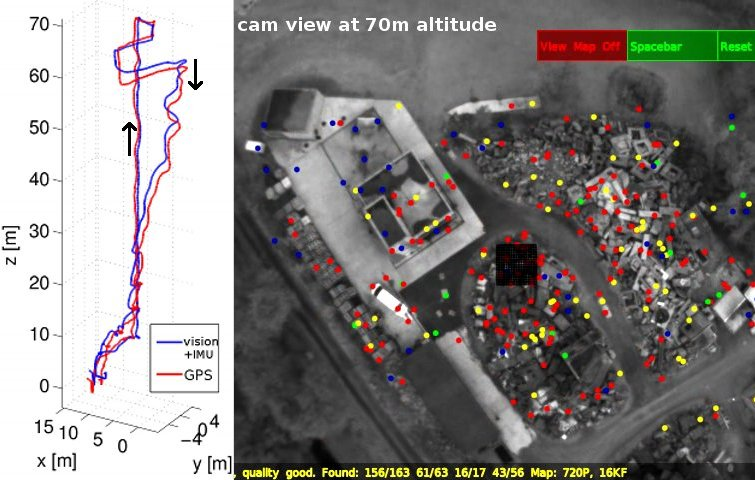 cam view at 70m altitude
View Map Off Spacebar Reset
70
60
50
40
30
20
10
0
z [m]
vision
+IMU
GPS
15 10 5 0
x [m]
−4 0 4
y [m]
, quality good. Found: 156/163 61/63 16/17 43/56 Map: 720P, 16KF